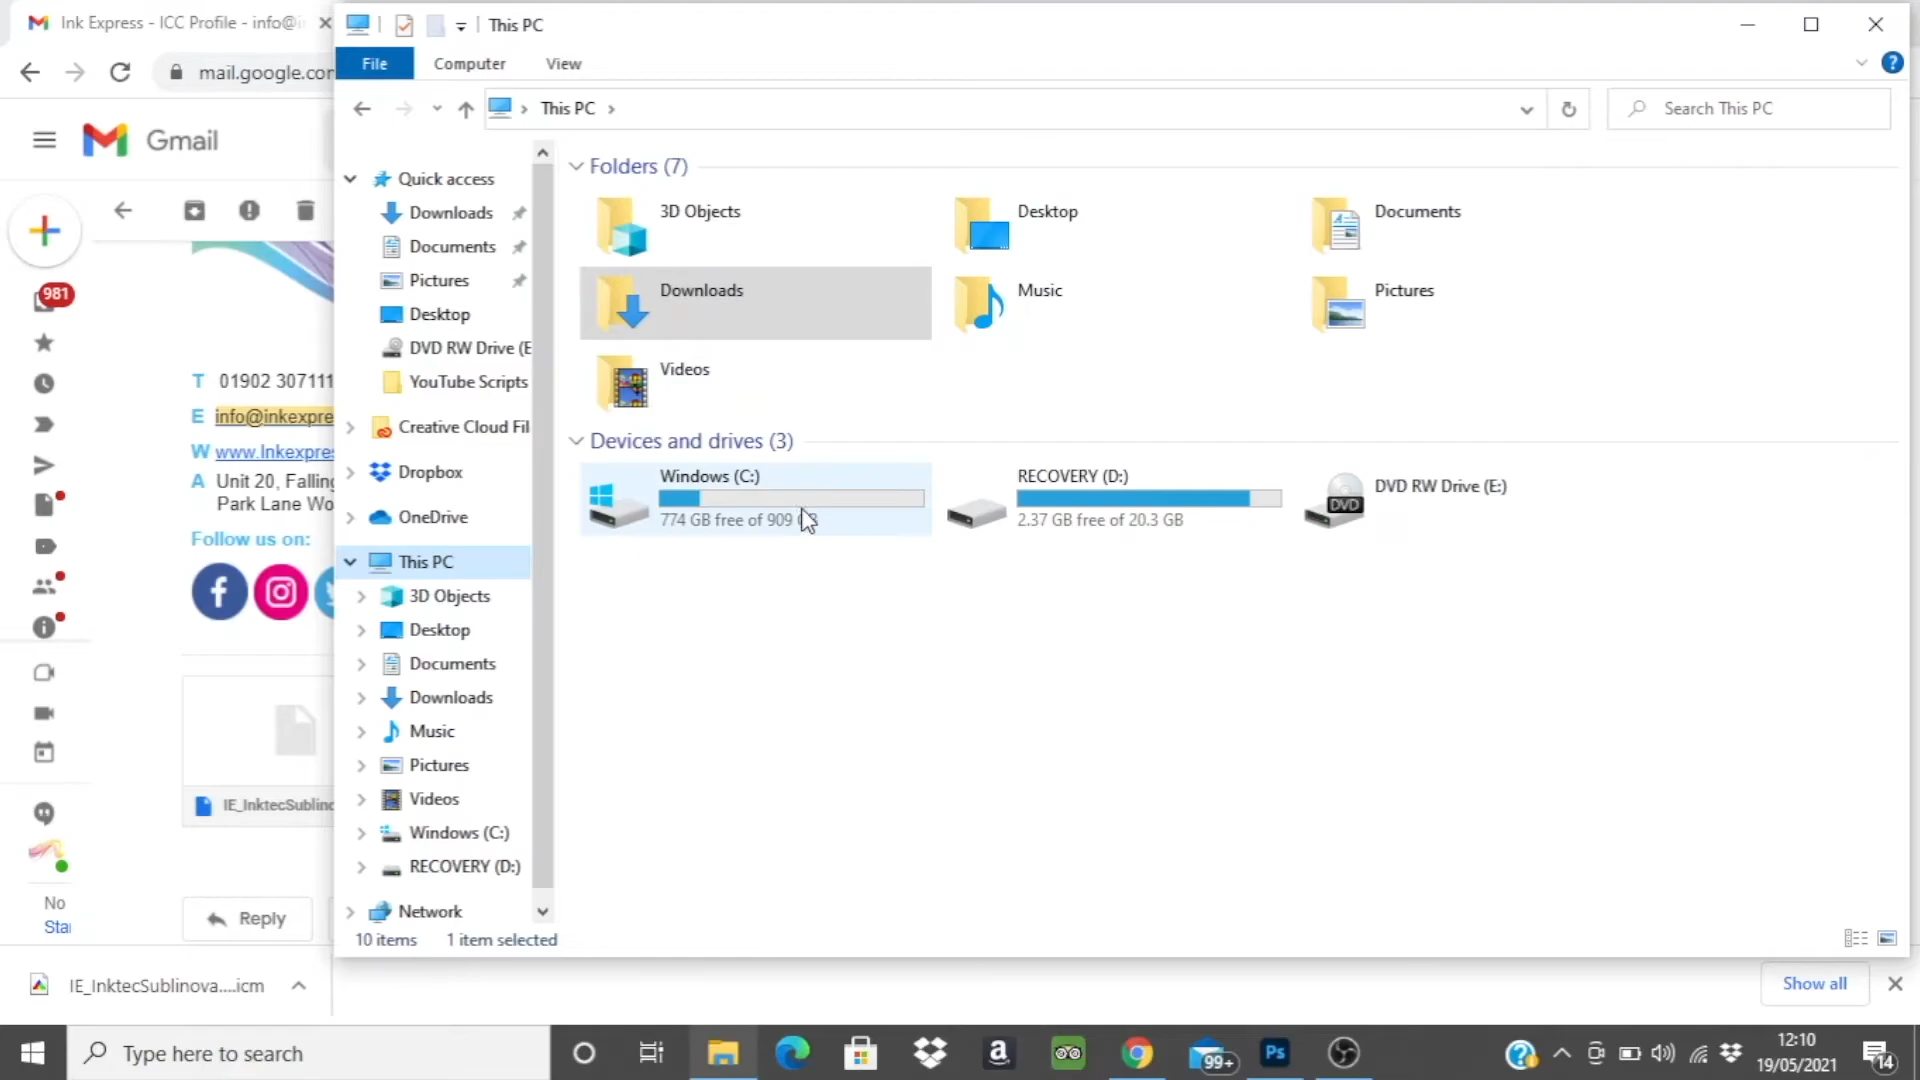 Ink Express - ICC Profile - info@i
mail.google.com
Gmail
981
T 01902 307111
E info@inkexpre
W www.Inkexpres
A Unit 20, Falling
Park Lane Wo
Follow us on:
IE_InktecSublino
No
Star
Reply
This PC
File
Computer
View
This PC
Search This PC
Quick access
Downloads
Documents
Pictures
Desktop
DVD RW Drive (E
YouTube Scripts
Creative Cloud Fil
Dropbox
OneDrive
This PC
3D Objects
Desktop
Documents
Downloads
Music
Pictures
Videos
Windows (C:)
RECOVERY (D:)
Network
10 items
1 item selected
Folders (7)
3D Objects
Desktop
Documents
Downloads
Music
Pictures
Videos
Devices and drives (3)
Windows (C:)
774 GB free of 909 GB
RECOVERY (D:)
2.37 GB free of 20.3 GB
DVD
DVD RW Drive (E:)
IE_InktecSublinova....icm
Show all
Type here to search
99+
Ps
12:10
19/05/2021
14